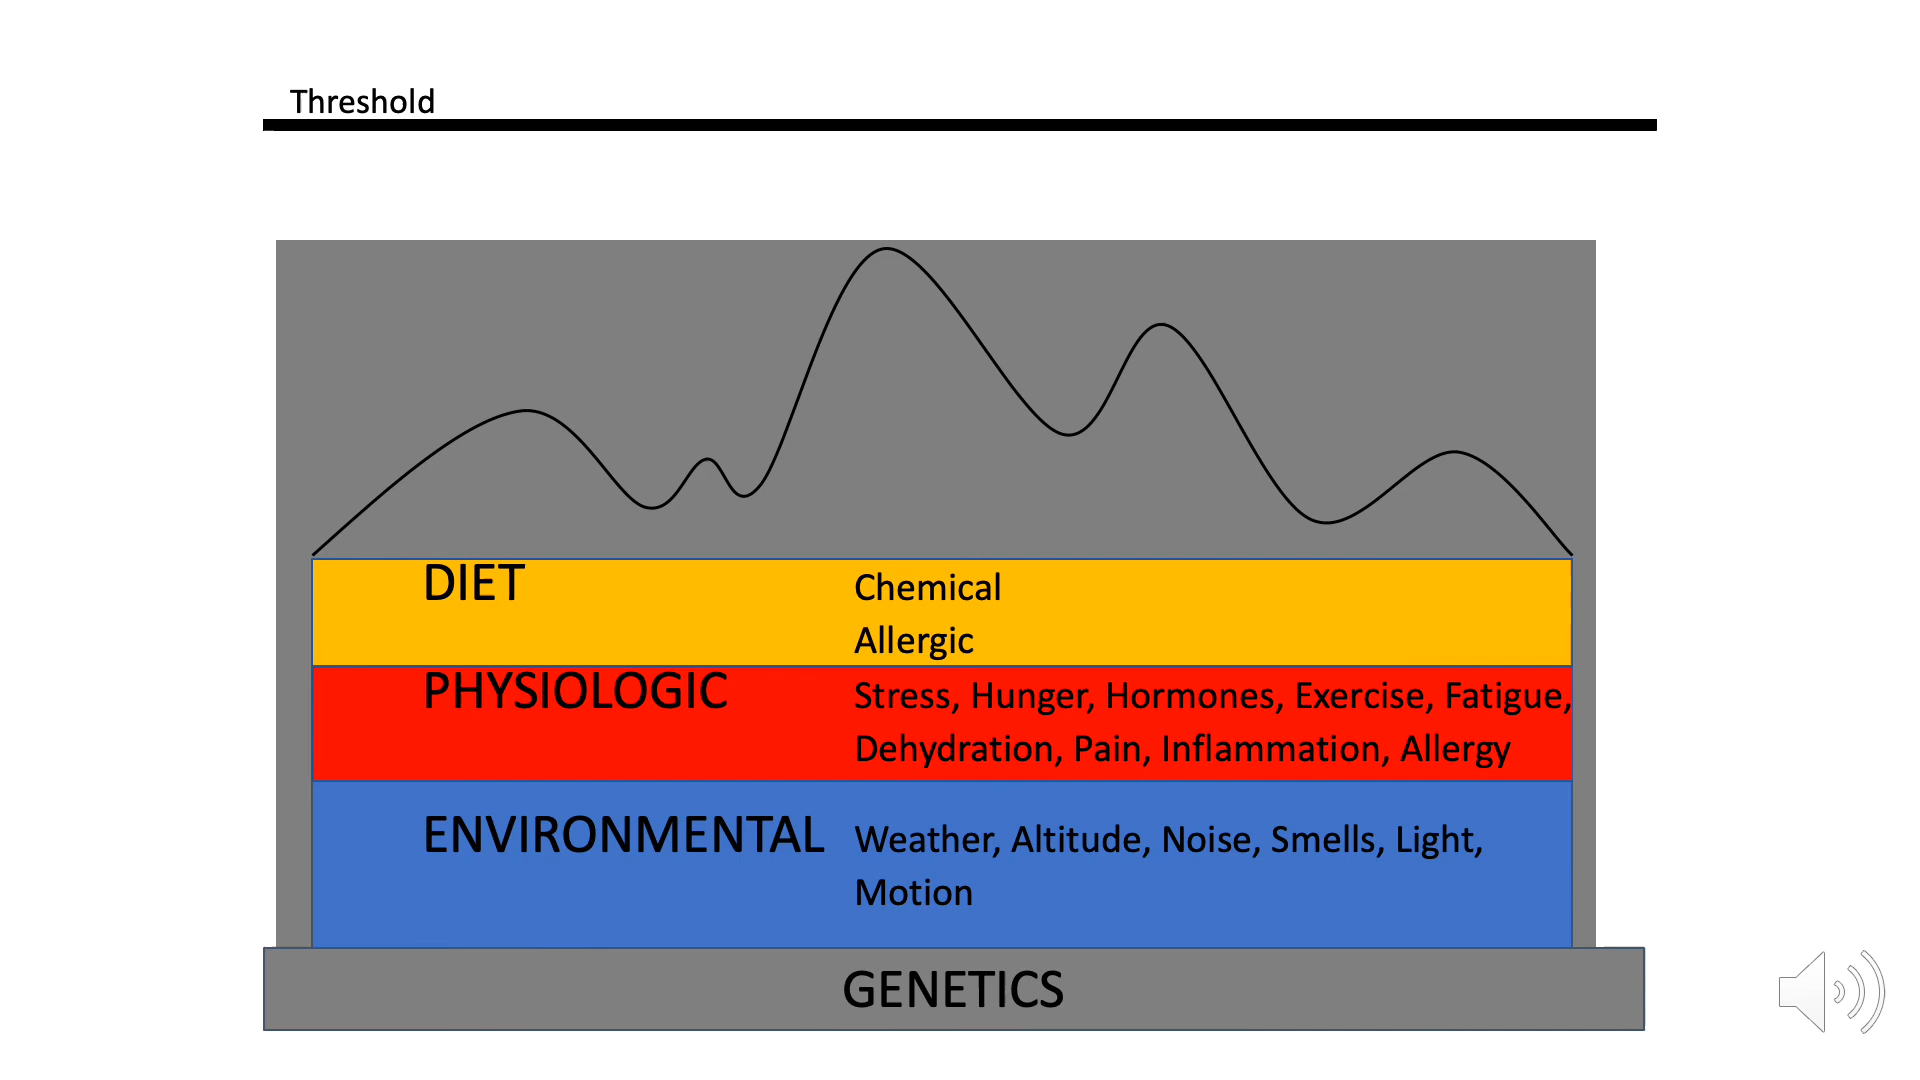 Threshold
DIET
Chemical
Allergic
PHYSIOLOGIC
Stress, Hunger, Hormones, Exercise, Fatigue,
Dehydration, Pain, Inflammation, Allergy
ENVIRONMENTAL
Weather, Altitude, Noise, Smells, Light,
Motion
GENETICS